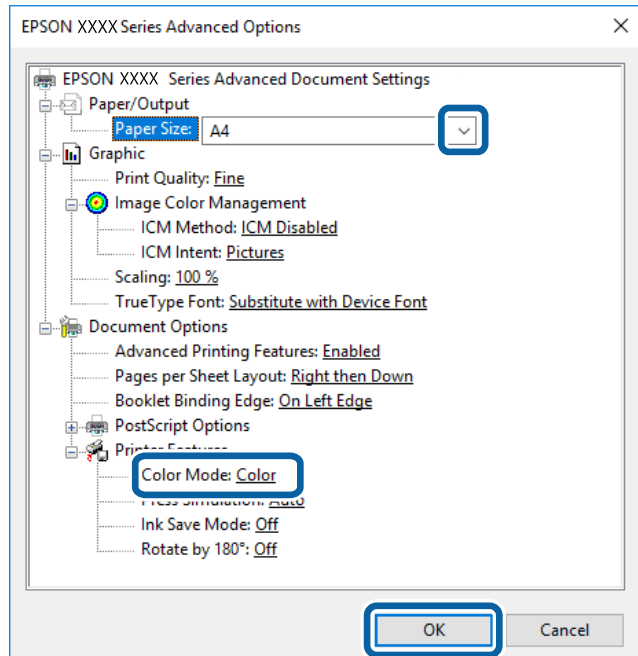 EPSON XXXX Series Advanced Options
EPSON XXXX Series Advanced Document Settings
Paper/Output
Paper Size: A4
Graphic
Print Quality: Fine
Image Color Management
ICM Method: ICM Disabled
ICM Intent: Pictures
Scaling: 100 %
TrueType Font: Substitute with Device Font
Document Options
Advanced Printing Features: Enabled
Pages per Sheet Layout: Right then Down
Booklet Binding Edge: On Left Edge
PostScript Options
Printer Features
Color Mode: Color
Press Simulation: Auto
Ink Save Mode: Off
Rotate by 180°: Off
OK Cancel